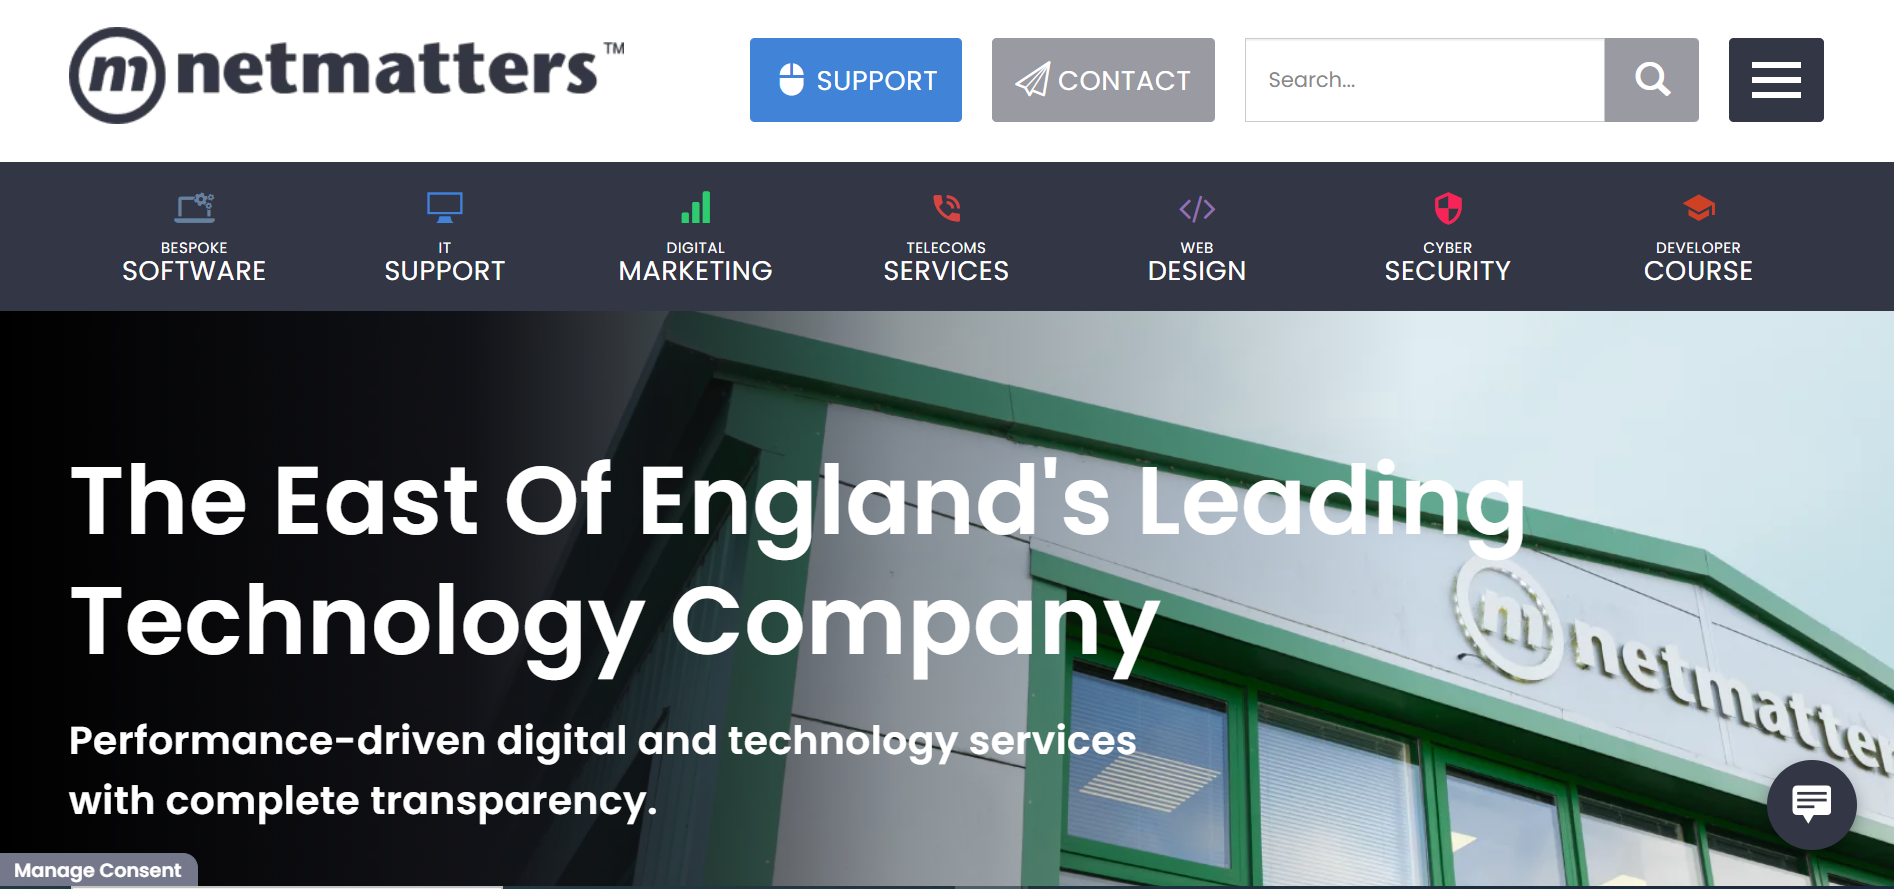 m netmatters™
SUPPORT
CONTACT
Search...
BESPOKE
SOFTWARE
IT
SUPPORT
DIGITAL
MARKETING
TELECOMS
SERVICES
WEB
DESIGN
CYBER
SECURITY
DEVELOPER
COURSE
The East Of England's Leading
Technology Company
m netmatter
Performance-driven digital and technology services
with complete transparency.
Manage Consent